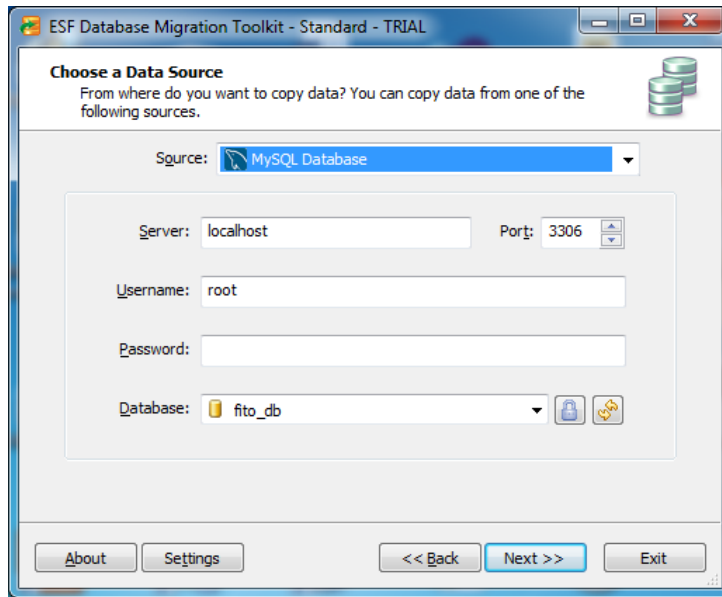 ESF Database Migration Toolkit - Standard - TRIAL
Choose a Data Source
From where do you want to copy data? You can copy data from one of the
following sources.
Source: MySQL Database
Server: localhost Port: 3306
Username: root
Password:
Database: fito_db
About Settings << Back Next >> Exit